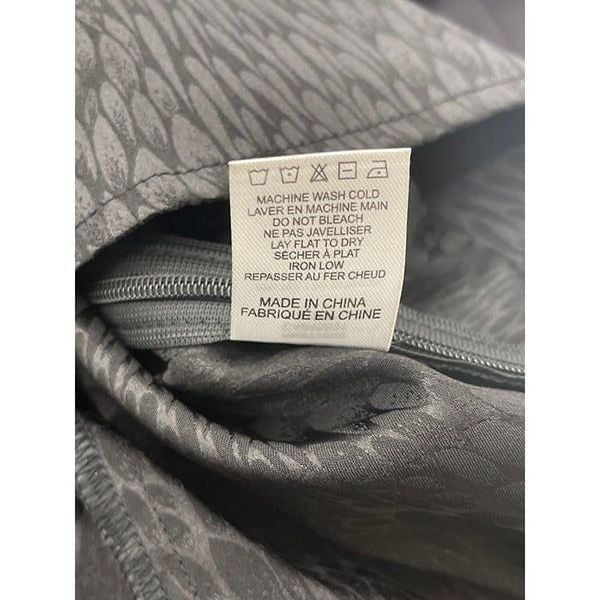 MACHINE WASH COLD
LAVER EN MACHINE MAIN
DO NOT BLEACH
NE PAS JAVELLISER
LAY FLAT TO DRY
SÉCHER À PLAT
IRON LOW
REPASSER AU FER CHEUD
MADE IN CHINA
FABRIQUÉ EN CHINE